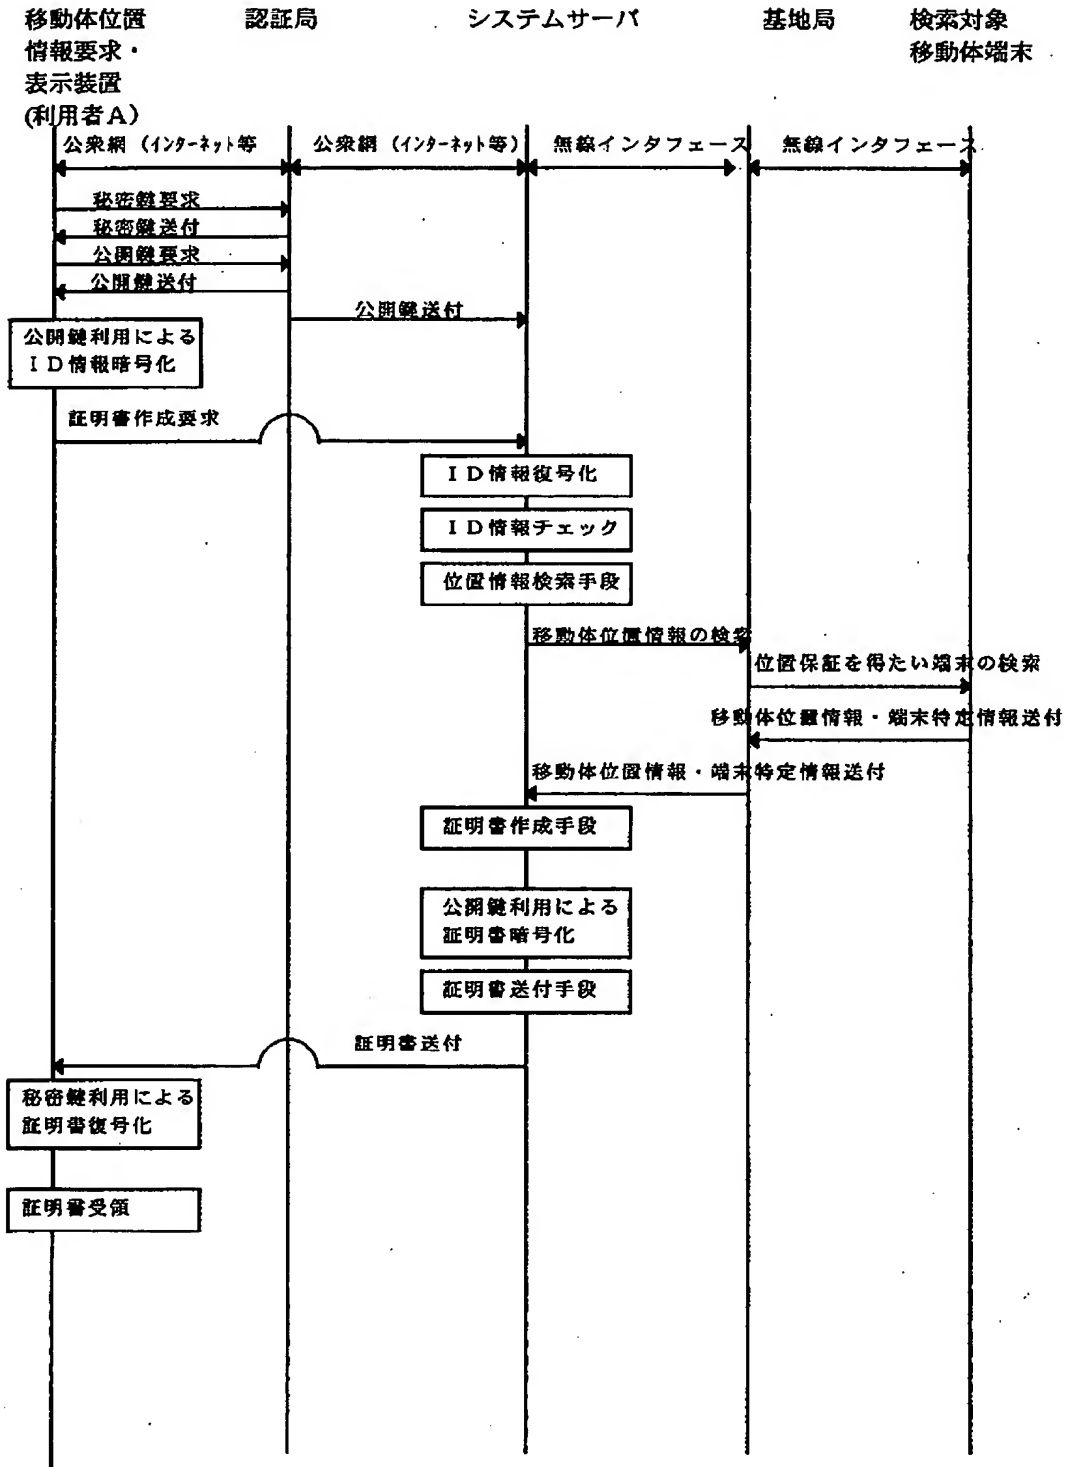 移動体位置
情報要求・
表示装置
(利用者A)
認証局
システムサーバ
基地局
検索対象
移動体端末
公衆網（インターネット等
公衆網（インターネット等）
無線インタフェース
無線インタフェース
秘密鍵要求
秘密鍵送付
公開鍵要求
公開鍵送付
公開鍵送付
公開鍵利用による
ＩＤ情報暗号化
証明書作成要求
ＩＤ情報復号化
ＩＤ情報チェック
位置情報検索手段
移動体位置情報の検索
位置保証を得たい端末の検索
移動体位置情報・端末特定情報送付
移動体位置情報・端末特定情報送付
証明書作成手段
公開鍵利用による
証明書暗号化
証明書送付手段
証明書送付
秘密鍵利用による
証明書復号化
証明書受領